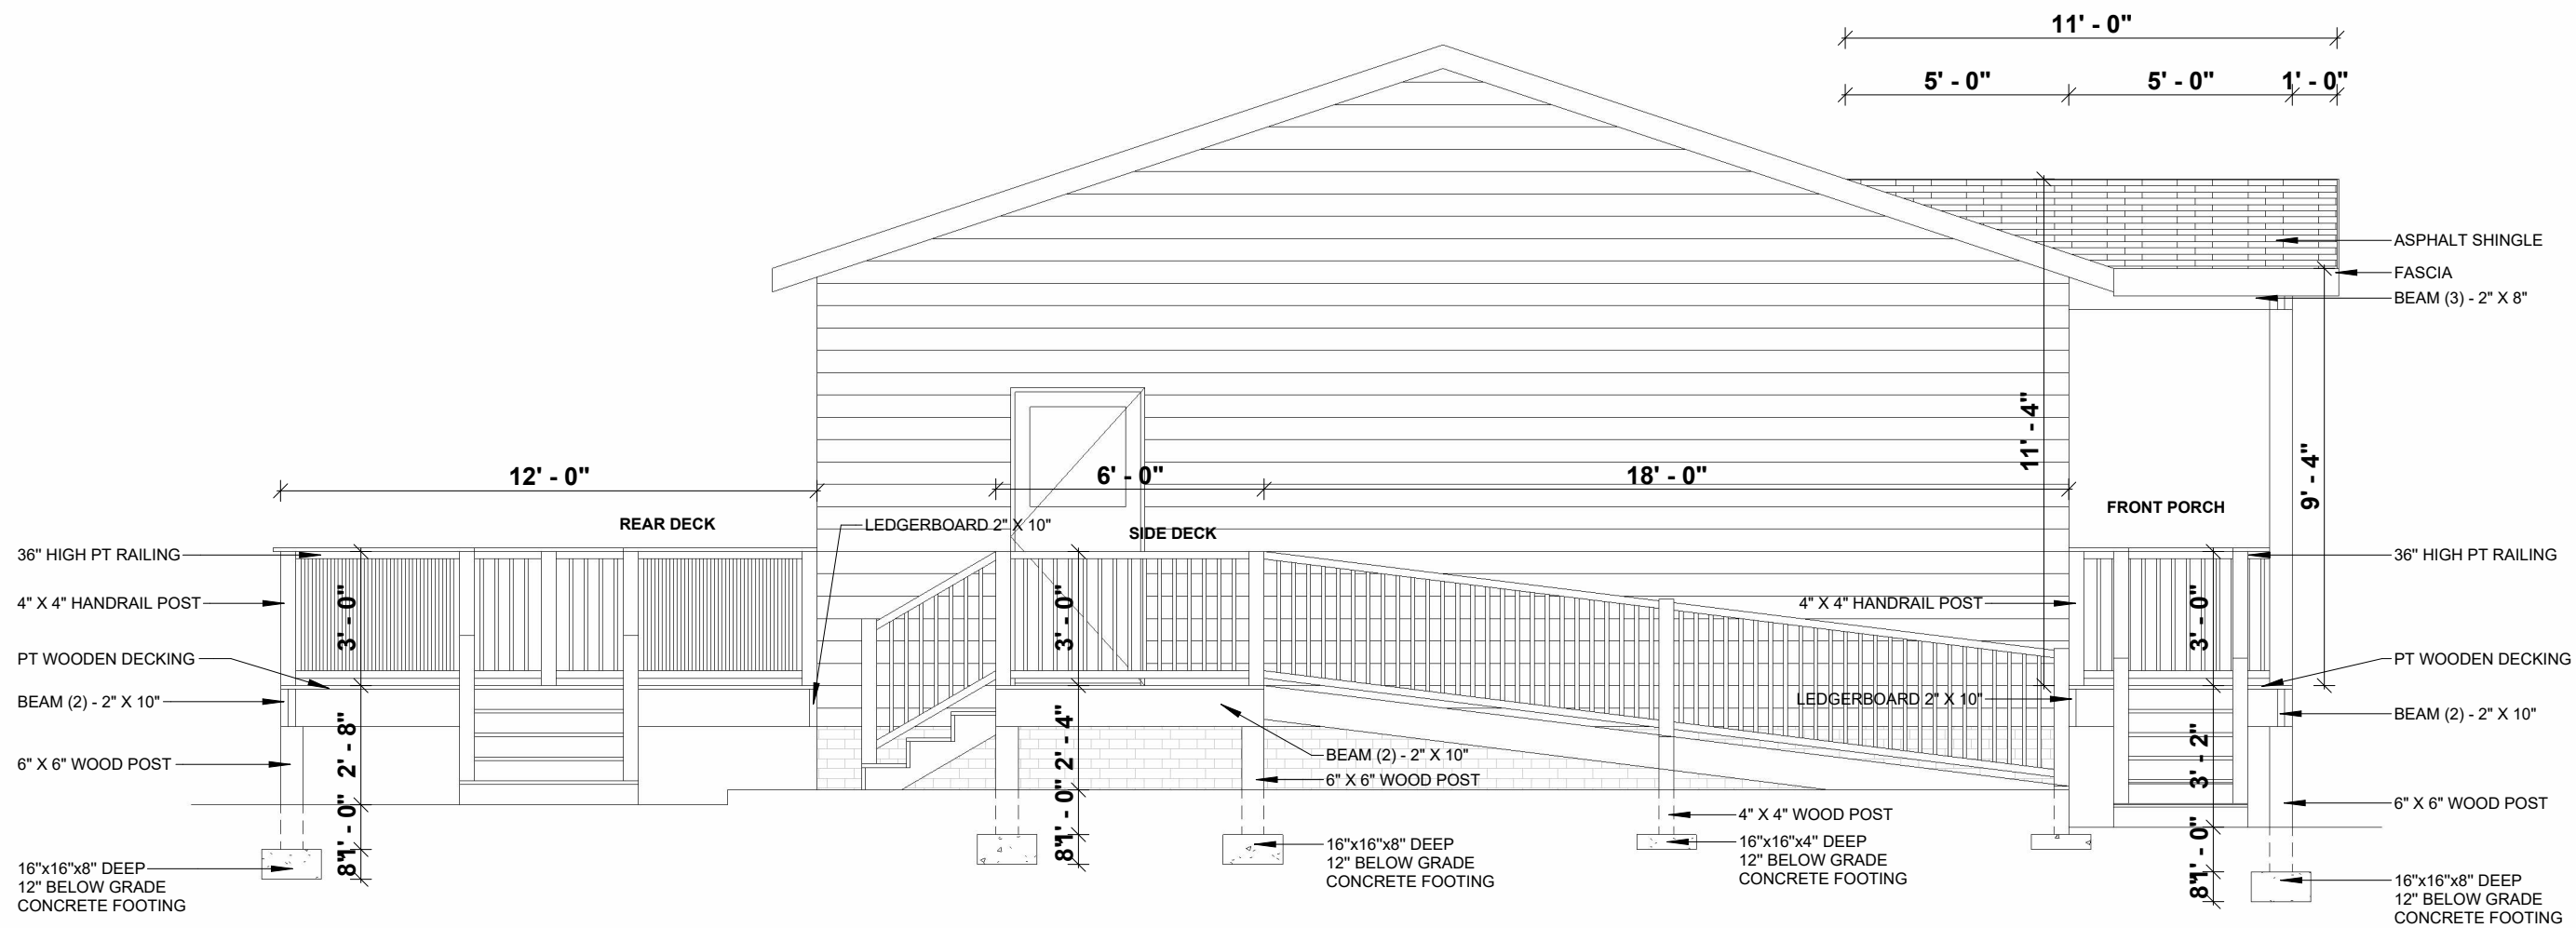 11' - 0"
5' - 0" 5' - 0" 1' - 0"
ASPHALT SHINGLE
FASCIA
BEAM (3) - 2" X 8"
11' - 4"
9' - 4"
12' - 0" 6' - 0" 18' - 0"
FRONT PORCH
REAR DECK
LEDGERBOARD 2" X 10"
SIDE DECK
36" HIGH PT RAILING
4" X 4" HANDRAIL POST
PT WOODEN DECKING
BEAM (2) - 2" X 10"
6" X 6" WOOD POST
16"x16"x8" DEEP
12" BELOW GRADE
CONCRETE FOOTING
3' - 0"
2' - 8"
1' - 0"
8"
3' - 0"
2' - 4"
1' - 0"
8"
BEAM (2) - 2" X 10"
6" X 6" WOOD POST
16"x16"x8" DEEP
12" BELOW GRADE
CONCRETE FOOTING
4" X 4" WOOD POST
16"x16"x4" DEEP
12" BELOW GRADE
CONCRETE FOOTING
4" X 4" HANDRAIL POST
LEDGERBOARD 2" X 10"
3' - 0"
3' - 2"
1' - 0"
8"
36" HIGH PT RAILING
PT WOODEN DECKING
BEAM (2) - 2" X 10"
6" X 6" WOOD POST
16"x16"x8" DEEP
12" BELOW GRADE
CONCRETE FOOTING